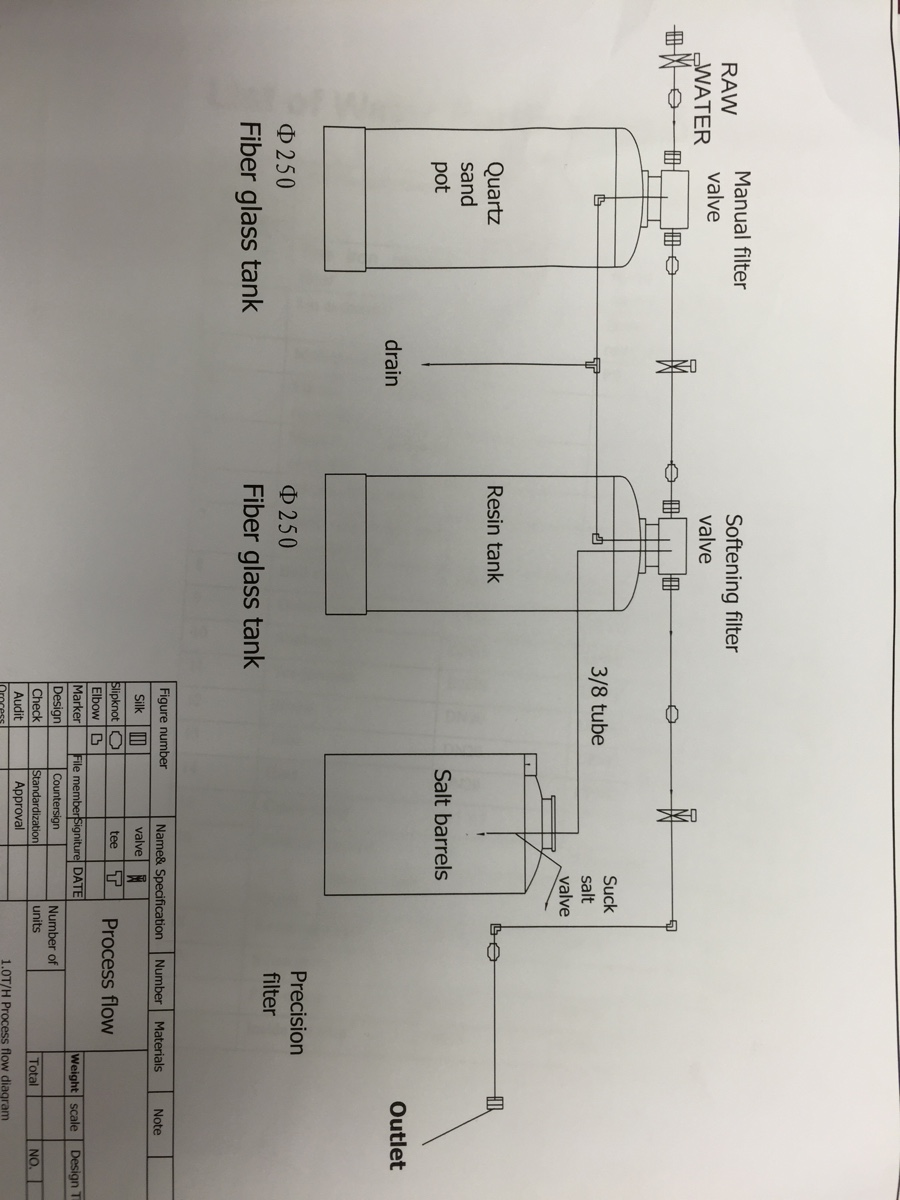 RAW
WATER
Manual filter
valve
Softening filter
valve
Quartz
sand
pot
Resin tank
3/8 tube
Salt barrels
Suck
salt
valve
drain
Φ250
Fiber glass tank
Φ250
Fiber glass tank
Precision
filter
Outlet
Figure number
Name& Specification
Number
Materials
Note
Silk
valve
Slipknot
tee
Elbow
Process flow
Marker
File member
Signiture
DATE
Weight
scale
Design
Countersign
Number of
units
Check
Standardization
Total
NO.
Audit
Approval
Process
1.0T/H Process flow diagram